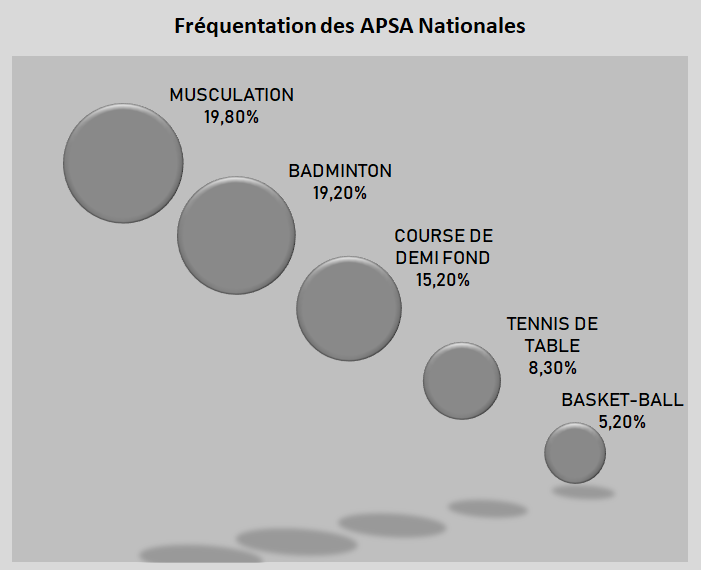 Fréquentation des APSA Nationales
MUSCULATION
19,80%
BADMINTON
19,20%
COURSE DE
DEMI FOND
15,20%
TENNIS DE
TABLE
8,30%
BASKET-BALL
5,20%